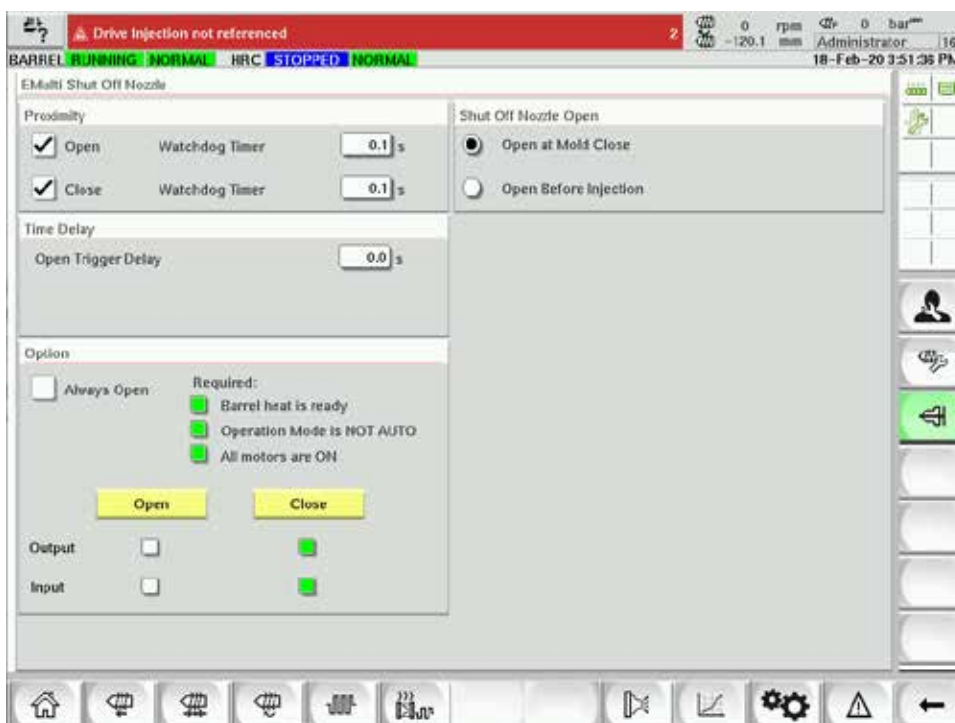 Drive Injection not referenced 2
0 rpm 0 bar
-120.1 mm Administrator 16
BARREL RUNNING NORMAL HRC STOPPED NORMAL 18-Feb-20 3:51:36 PM
EMulti Shut Off Nozzle
Proximity
Open Watchdog Timer 0.1 s
Close Watchdog Timer 0.1 s
Shut Off Nozzle Open
Open at Mold Close
Open Before Injection
Time Delay
Open Trigger Delay 0.0 s
Option
Always Open
Required:
Barrel heat is ready
Operation Mode is NOT AUTO
All motors are ON
Open Close
Output
Input